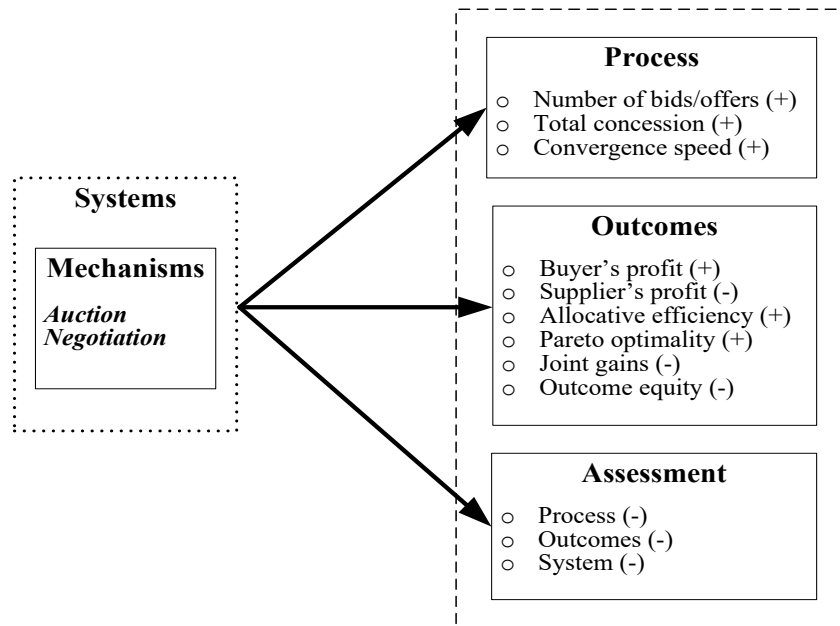 Systems
Mechanisms
Auction
Negotiation
Process
o Number of bids/offers (+)
o Total concession (+)
o Convergence speed (+)
Outcomes
o Buyer’s profit (+)
o Supplier’s profit (-)
o Allocative efficiency (+)
o Pareto optimality (+)
o Joint gains (-)
o Outcome equity (-)
Assessment
o Process (-)
o Outcomes (-)
o System (-)